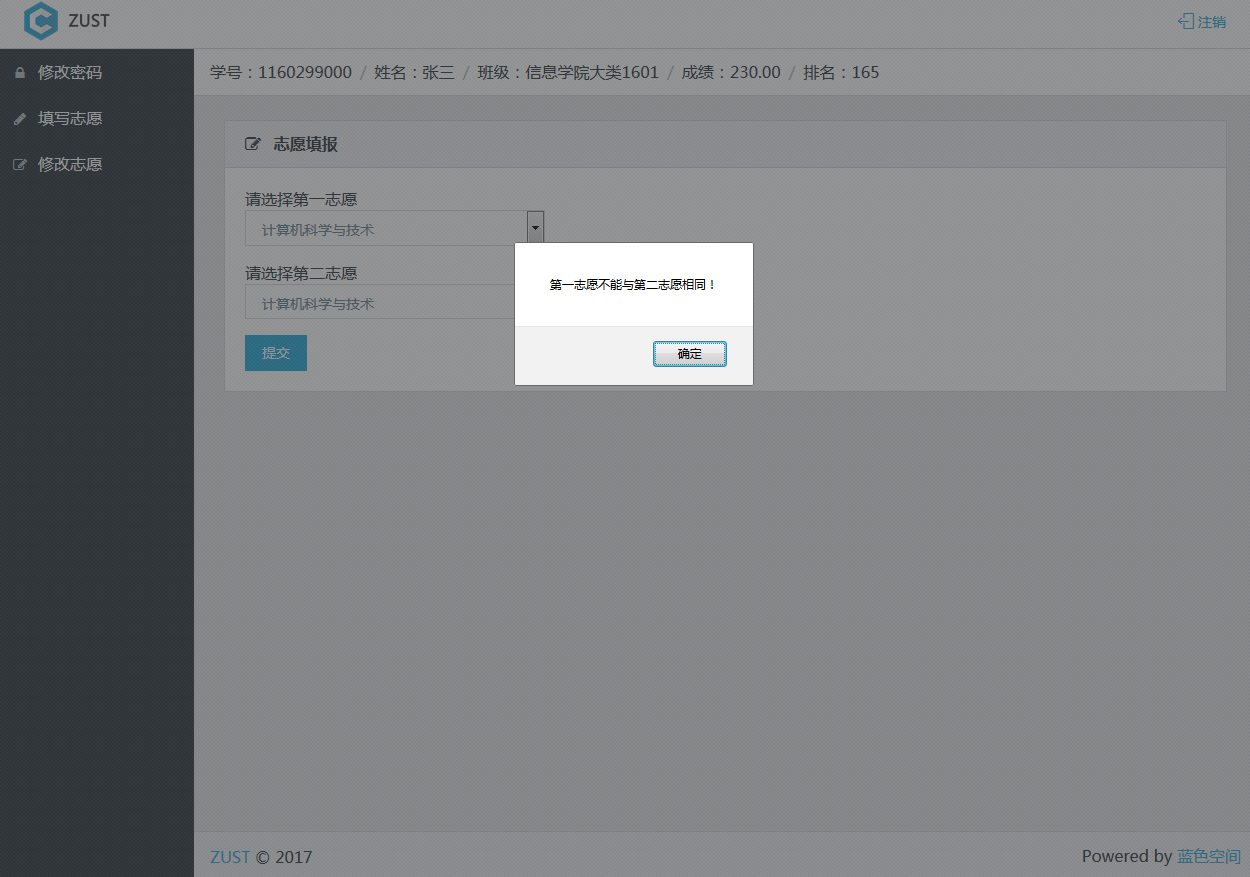 ZUST
注销
修改密码
填写志愿
修改志愿
学号：1160299000 / 姓名：张三 / 班级：信息学院大类1601 / 成绩：230.00 / 排名：165
志愿填报
请选择第一志愿
计算机科学与技术
请选择第二志愿
计算机科学与技术
提交
第一志愿不能与第二志愿相同！
确定
ZUST © 2017
Powered by 蓝色空间